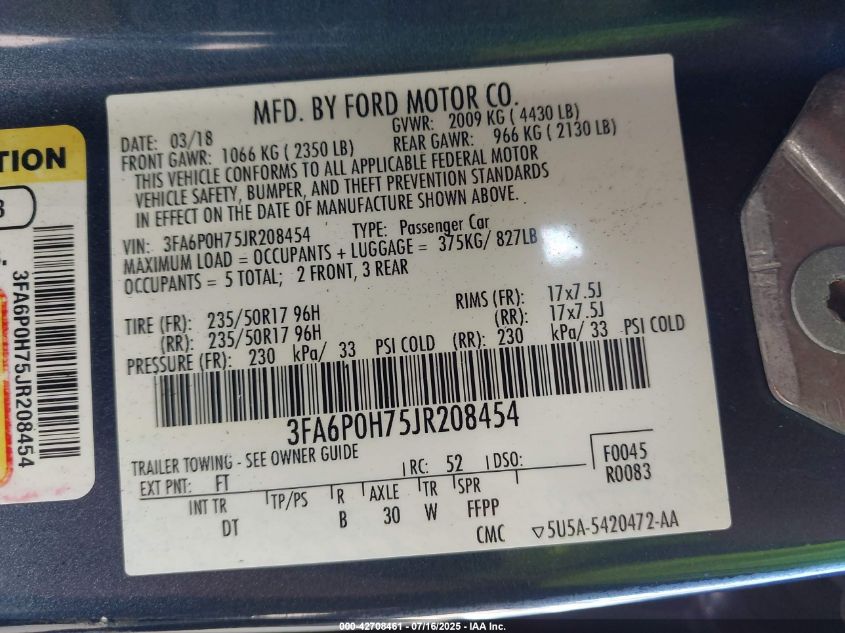 MFD. BY FORD MOTOR CO.
DATE: 03/18
GVWR: 2009 KG ( 4430 LB)
FRONT GAWR: 1066 KG ( 2350 LB)
REAR GAWR: 966 KG ( 2130 LB)
THIS VEHICLE CONFORMS TO ALL APPLICABLE FEDERAL MOTOR
VEHICLE SAFETY, BUMPER, AND THEFT PREVENTION STANDARDS
IN EFFECT ON THE DATE OF MANUFACTURE SHOWN ABOVE.
VIN: 3FA6P0H75JR208454 TYPE: Passenger Car
MAXIMUM LOAD = OCCUPANTS + LUGGAGE = 375KG/ 827LB
OCCUPANTS = 5 TOTAL; 2 FRONT, 3 REAR
TIRE (FR): 235/50R17 96H RIMS (FR): 17x7.5J
(RR): 235/50R17 96H (RR): 17x7.5J
PRESSURE (FR): 230 kPa/ 33 PSI COLD (RR): 230 kPa/ 33 PSI COLD
3FA6P0H75JR208454
TRAILER TOWING - SEE OWNER GUIDE
EXT PNT: FT RC: 52 DSO: F0045
R0083
INT TR TP/PS R AXLE TR SPR
DT B 30 W FFPP
CMC ▽5U5A-5420472-AA
TION
3
3FA6P0H75JR208454
000-42708461 - 07/16/2025 - IAA Inc.